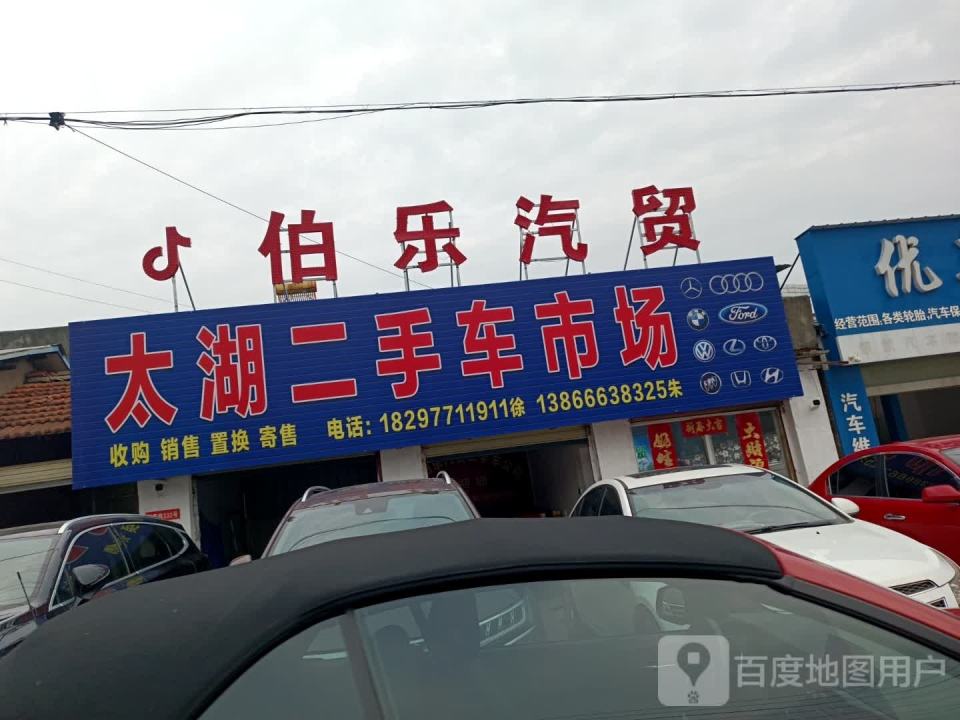 伯乐汽贸
太湖二手车市场
收购 销售 置换 寄售 电话: 18297711911徐 13866638325朱
Ford
优
经营范围,各类轮胎,汽车保
汽车维
百度地图用户